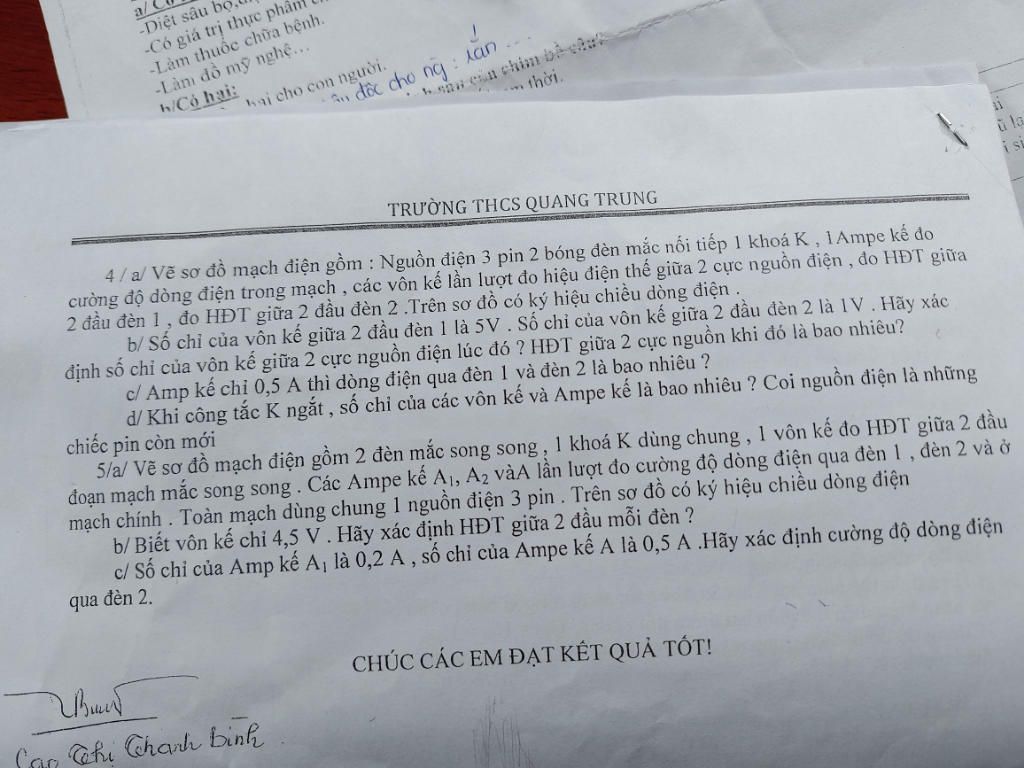 -Diệt sâu bọ,
-Có giá trị thực phẩm
-Làm thuốc chữa bệnh.
-Làm đồ mỹ nghệ…
b/Có hại:
hại cho con người.
độc cho ng : rắn ...
thời.
TRƯỜNG THCS QUANG TRUNG
4 / a/ Vẽ sơ đồ mạch điện gồm : Nguồn điện 3 pin 2 bóng đèn mắc nối tiếp 1 khoá K , 1Ampe kế đo
cường độ dòng điện trong mạch , các vôn kế lần lượt đo hiệu điện thế giữa 2 cực nguồn điện , đo HĐT giữa
2 đầu đèn 1 , đo HĐT giữa 2 đầu đèn 2 .Trên sơ đồ có ký hiệu chiều dòng điện .
b/ Số chỉ của vôn kế giữa 2 đầu đèn 1 là 5V . Số chỉ của vôn kế giữa 2 đầu đèn 2 là 1V . Hãy xác
định số chỉ của vôn kế giữa 2 cực nguồn điện lúc đó ? HĐT giữa 2 cực nguồn khi đó là bao nhiêu?
c/ Amp kế chỉ 0,5 A thì dòng điện qua đèn 1 và đèn 2 là bao nhiêu ?
d/ Khi công tắc K ngắt , số chỉ của các vôn kế và Ampe kế là bao nhiêu ? Coi nguồn điện là những
chiếc pin còn mới
5/a/ Vẽ sơ đồ mạch điện gồm 2 đèn mắc song song , 1 khoá K dùng chung , 1 vôn kế đo HĐT giữa 2 đầu
đoạn mạch mắc song song . Các Ampe kế A₁, A₂ vàA lần lượt đo cường độ dòng điện qua đèn 1 , đèn 2 và ở
mạch chính . Toàn mạch dùng chung 1 nguồn điện 3 pin . Trên sơ đồ có ký hiệu chiều dòng điện
b/ Biết vôn kế chỉ 4,5 V . Hãy xác định HĐT giữa 2 đầu mỗi đèn ?
c/ Số chỉ của Amp kế A₁ là 0,2 A , số chỉ của Ampe kế A là 0,5 A .Hãy xác định cường độ dòng điện
qua đèn 2.
CHÚC CÁC EM ĐẠT KẾT QUẢ TỐT!
Cao Thị Thanh Bình